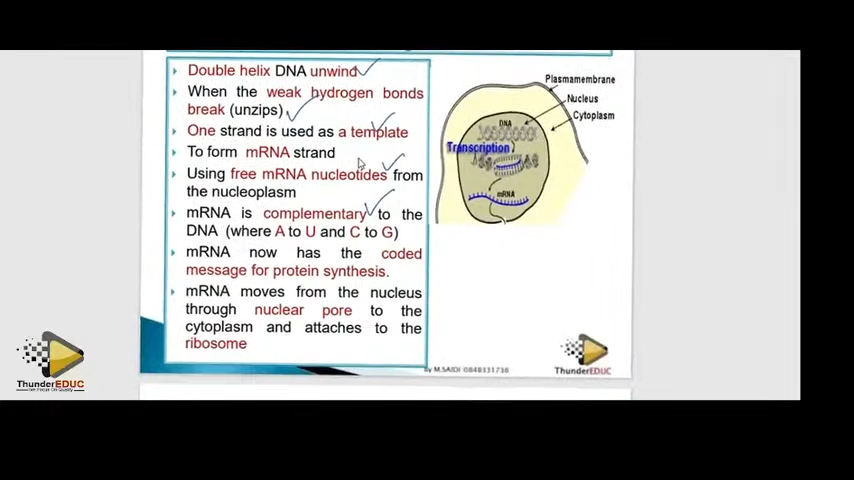 Double helix DNA unwind
When the weak hydrogen bonds
break (unzips)
One strand is used as a template
To form mRNA strand
Using free mRNA nucleotides from
the nucleoplasm
mRNA is complementary to the
DNA (where A to U and C to G)
mRNA now has the coded
message for protein synthesis.
mRNA moves from the nucleus
through nuclear pore to the
cytoplasm and attaches to the
ribosome
Plasmamembrane
Nucleus
Cytoplasm
DNA
Transcription
mRNA
By M.SAIDI 0848331738
ThunderEDUC
ThunderEDUC